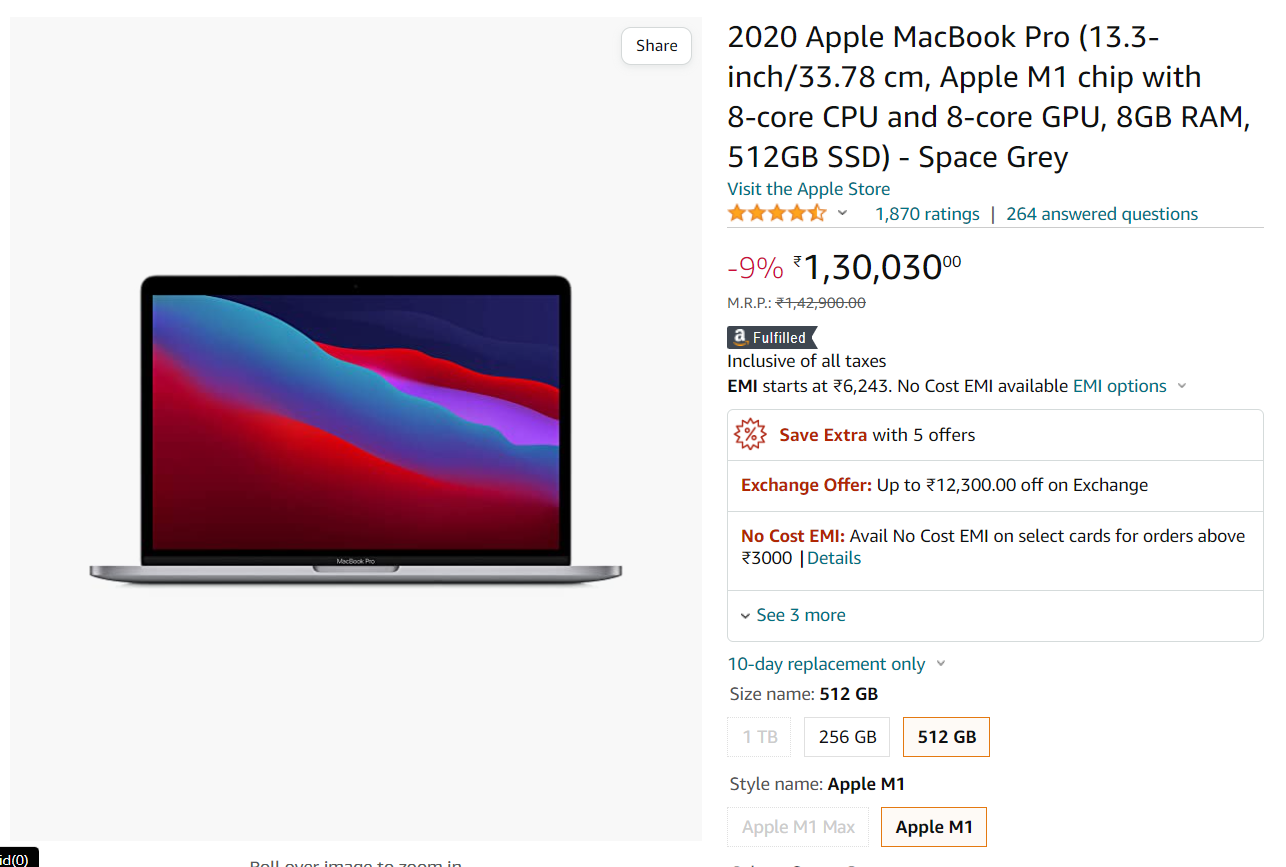 Share
2020 Apple MacBook Pro (13.3-
inch/33.78 cm, Apple M1 chip with
8-core CPU and 8-core GPU, 8GB RAM,
512GB SSD) - Space Grey
Visit the Apple Store
1,870 ratings | 264 answered questions
-9% ₹1,30,03000
M.R.P.: ₹1,42,900.00
a Fulfilled
Inclusive of all taxes
EMI starts at ₹6,243. No Cost EMI available EMI options
Save Extra with 5 offers
Exchange Offer: Up to ₹12,300.00 off on Exchange
No Cost EMI: Avail No Cost EMI on select cards for orders above
₹3000 | Details
See 3 more
10-day replacement only
Size name: 512 GB
1 TB 256 GB 512 GB
Style name: Apple M1
Apple M1 Max Apple M1
MacBook Pro
id(0)
Roll over image to zoom in